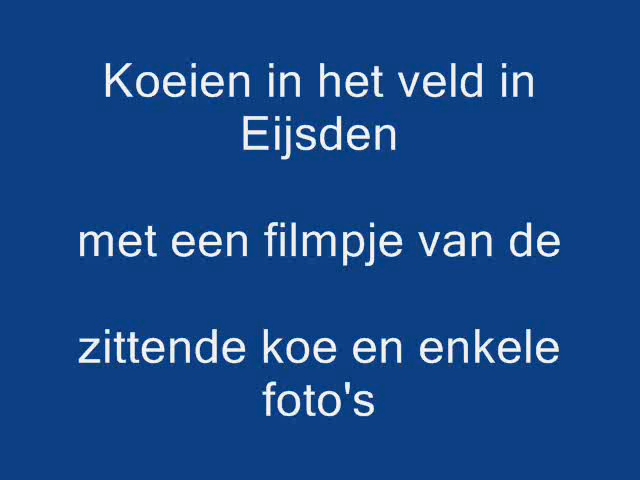 Koeien in het veld in
Eijsden
met een filmpje van de
zittende koe en enkele
foto's